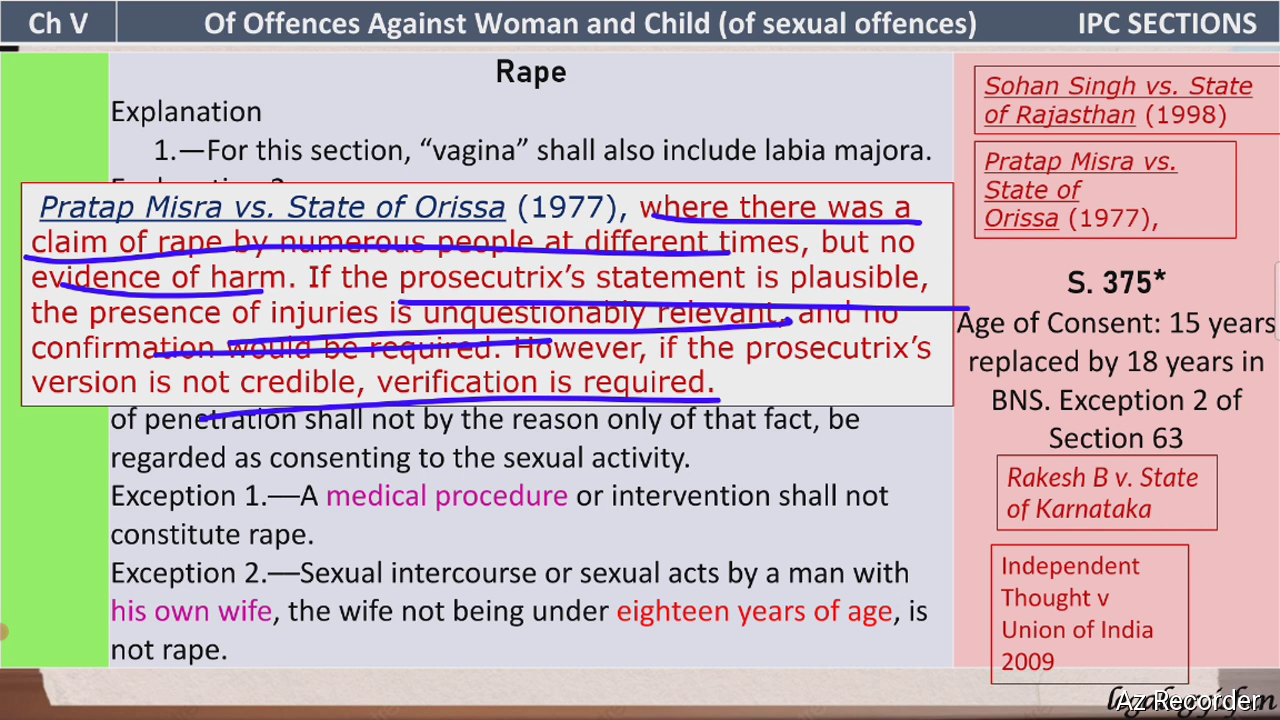 Ch V
Of Offences Against Woman and Child (of sexual offences)
IPC SECTIONS
Rape
Explanation
1.—For this section, “vagina” shall also include labia majora.
Pratap Misra vs. State of Orissa (1977), where there was a
claim of rape by numerous people at different times, but no
evidence of harm. If the prosecutrix’s statement is plausible,
the presence of injuries is unquestionably relevant, and no
confirmation would be required. However, if the prosecutrix’s
version is not credible, verification is required.
of penetration shall not by the reason only of that fact, be
regarded as consenting to the sexual activity.
Exception 1.––A medical procedure or intervention shall not
constitute rape.
Exception 2.––Sexual intercourse or sexual acts by a man with
his own wife, the wife not being under eighteen years of age, is
not rape.
Sohan Singh vs. State
of Rajasthan (1998)
Pratap Misra vs.
State of
Orissa (1977),
S. 375*
Age of Consent: 15 years
replaced by 18 years in
BNS. Exception 2 of
Section 63
Rakesh B v. State
of Karnataka
Independent
Thought v
Union of India
2009
Az Recorder